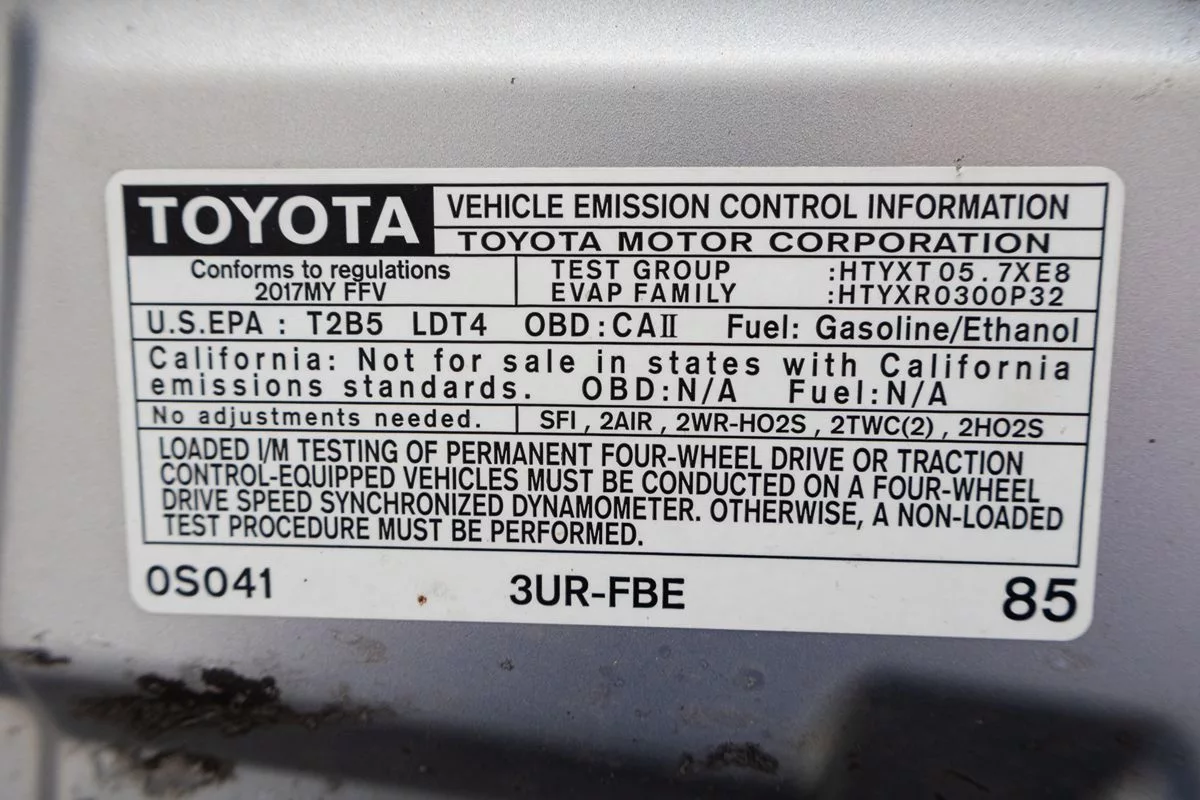 TOYOTA VEHICLE EMISSION CONTROL INFORMATION
TOYOTA MOTOR CORPORATION
Conforms to regulations
2017MY FFV
TEST GROUP :HTYXT05.7XE8
EVAP FAMILY :HTYXR0300P32
U.S.EPA : T2B5 LDT4 OBD:CAⅡ Fuel: Gasoline/Ethanol
California: Not for sale in states with California
emissions standards. OBD:N/A Fuel:N/A
No adjustments needed. SFI , 2AIR , 2WR-HO2S , 2TWC(2) , 2HO2S
LOADED I/M TESTING OF PERMANENT FOUR-WHEEL DRIVE OR TRACTION
CONTROL-EQUIPPED VEHICLES MUST BE CONDUCTED ON A FOUR-WHEEL
DRIVE SPEED SYNCHRONIZED DYNAMOMETER. OTHERWISE, A NON-LOADED
TEST PROCEDURE MUST BE PERFORMED.
0S041 3UR-FBE 85